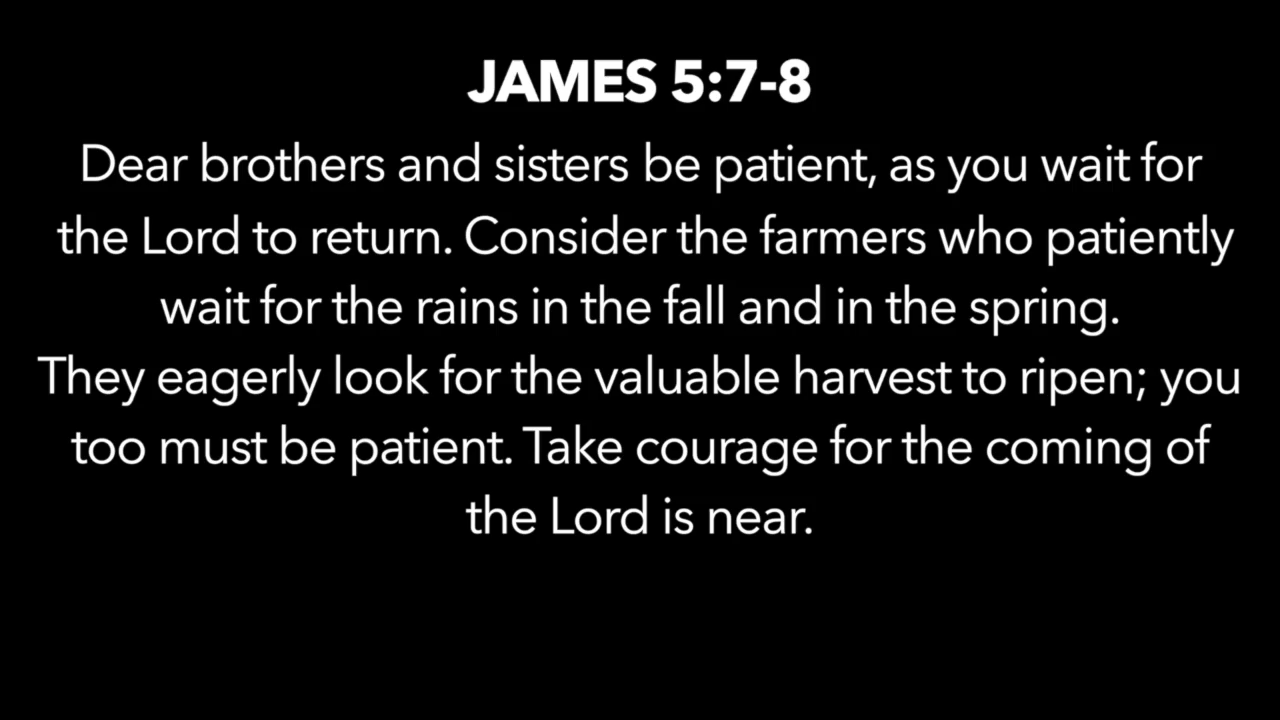 JAMES 5:7-8
Dear brothers and sisters be patient, as you wait for
the Lord to return. Consider the farmers who patiently
wait for the rains in the fall and in the spring.
They eagerly look for the valuable harvest to ripen; you
too must be patient. Take courage for the coming of
the Lord is near.